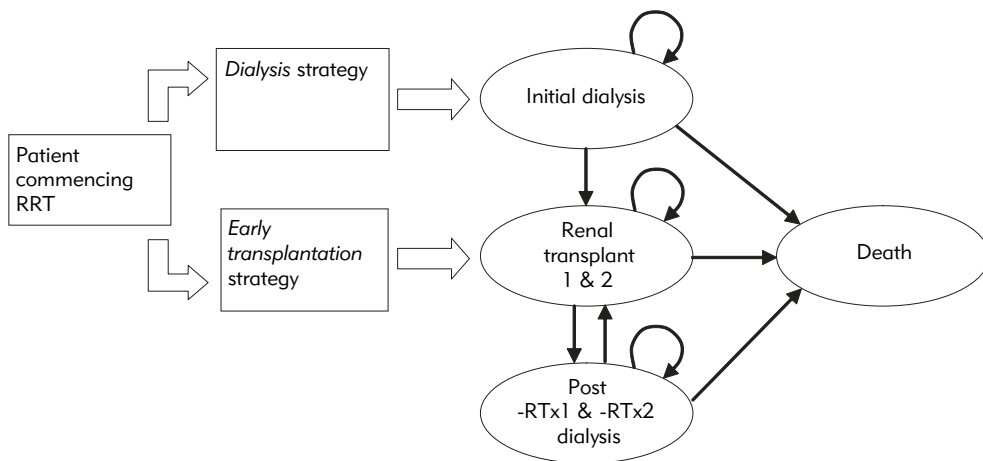 Patient
commencing
RRT
Dialysis strategy
Early
transplantation
strategy
Initial dialysis
Renal
transplant
1 & 2
Post
-RTx1 & -RTx2
dialysis
Death